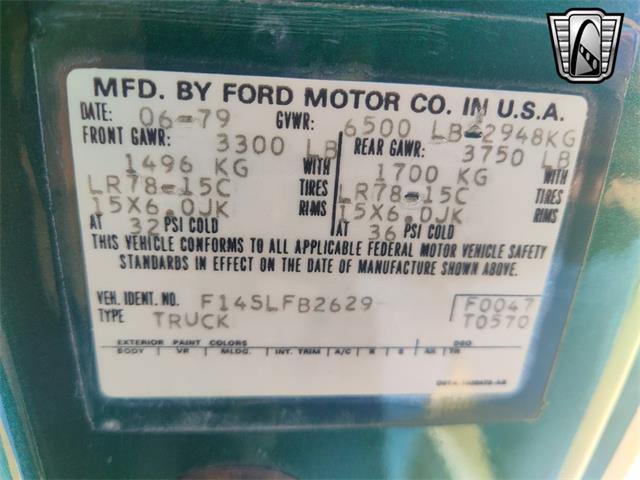 MFD. BY FORD MOTOR CO. IN U.S.A.
DATE: 06-79 GVWR: 6500 LB-2948KG
FRONT GAWR: 3300 LB REAR GAWR: 3750 LB
1496 KG WITH 1700 KG WITH
LR78-15C TIRES LR78-15C TIRES
15X6.0JK RIMS 15X6.0JK RIMS
AT 32 PSI COLD AT 36 PSI COLD
THIS VEHICLE CONFORMS TO ALL APPLICABLE FEDERAL MOTOR VEHICLE SAFETY
STANDARDS IN EFFECT ON THE DATE OF MANUFACTURE SHOWN ABOVE.
VEH. IDENT. NO. F14SLFB2629 F0047
TYPE TRUCK T0570
EXTERIOR PAINT COLORS DSO
BODY VR MLDG. INT. TRIM A/C R S AX TR